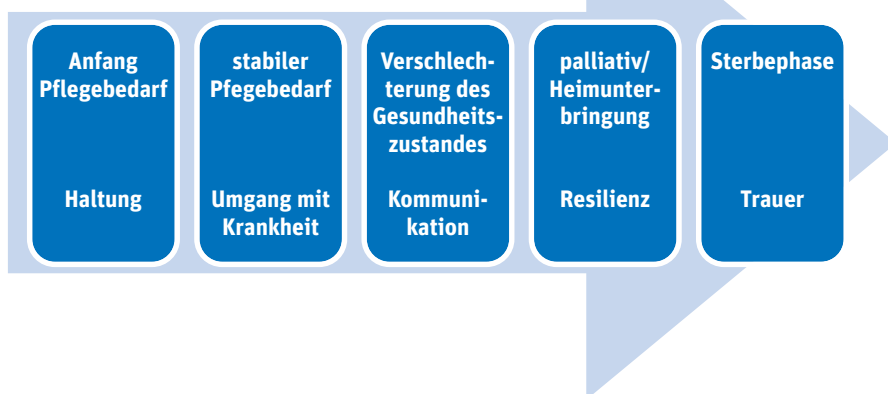 Anfang
Pflegebedarf
Haltung
stabiler
Pfegebedarf
Umgang mit
Krankheit
Verschlech-
terung des
Gesundheits-
zustandes
Kommuni-
kation
palliativ/
Heimunter-
bringung
Resilienz
Sterbephase
Trauer